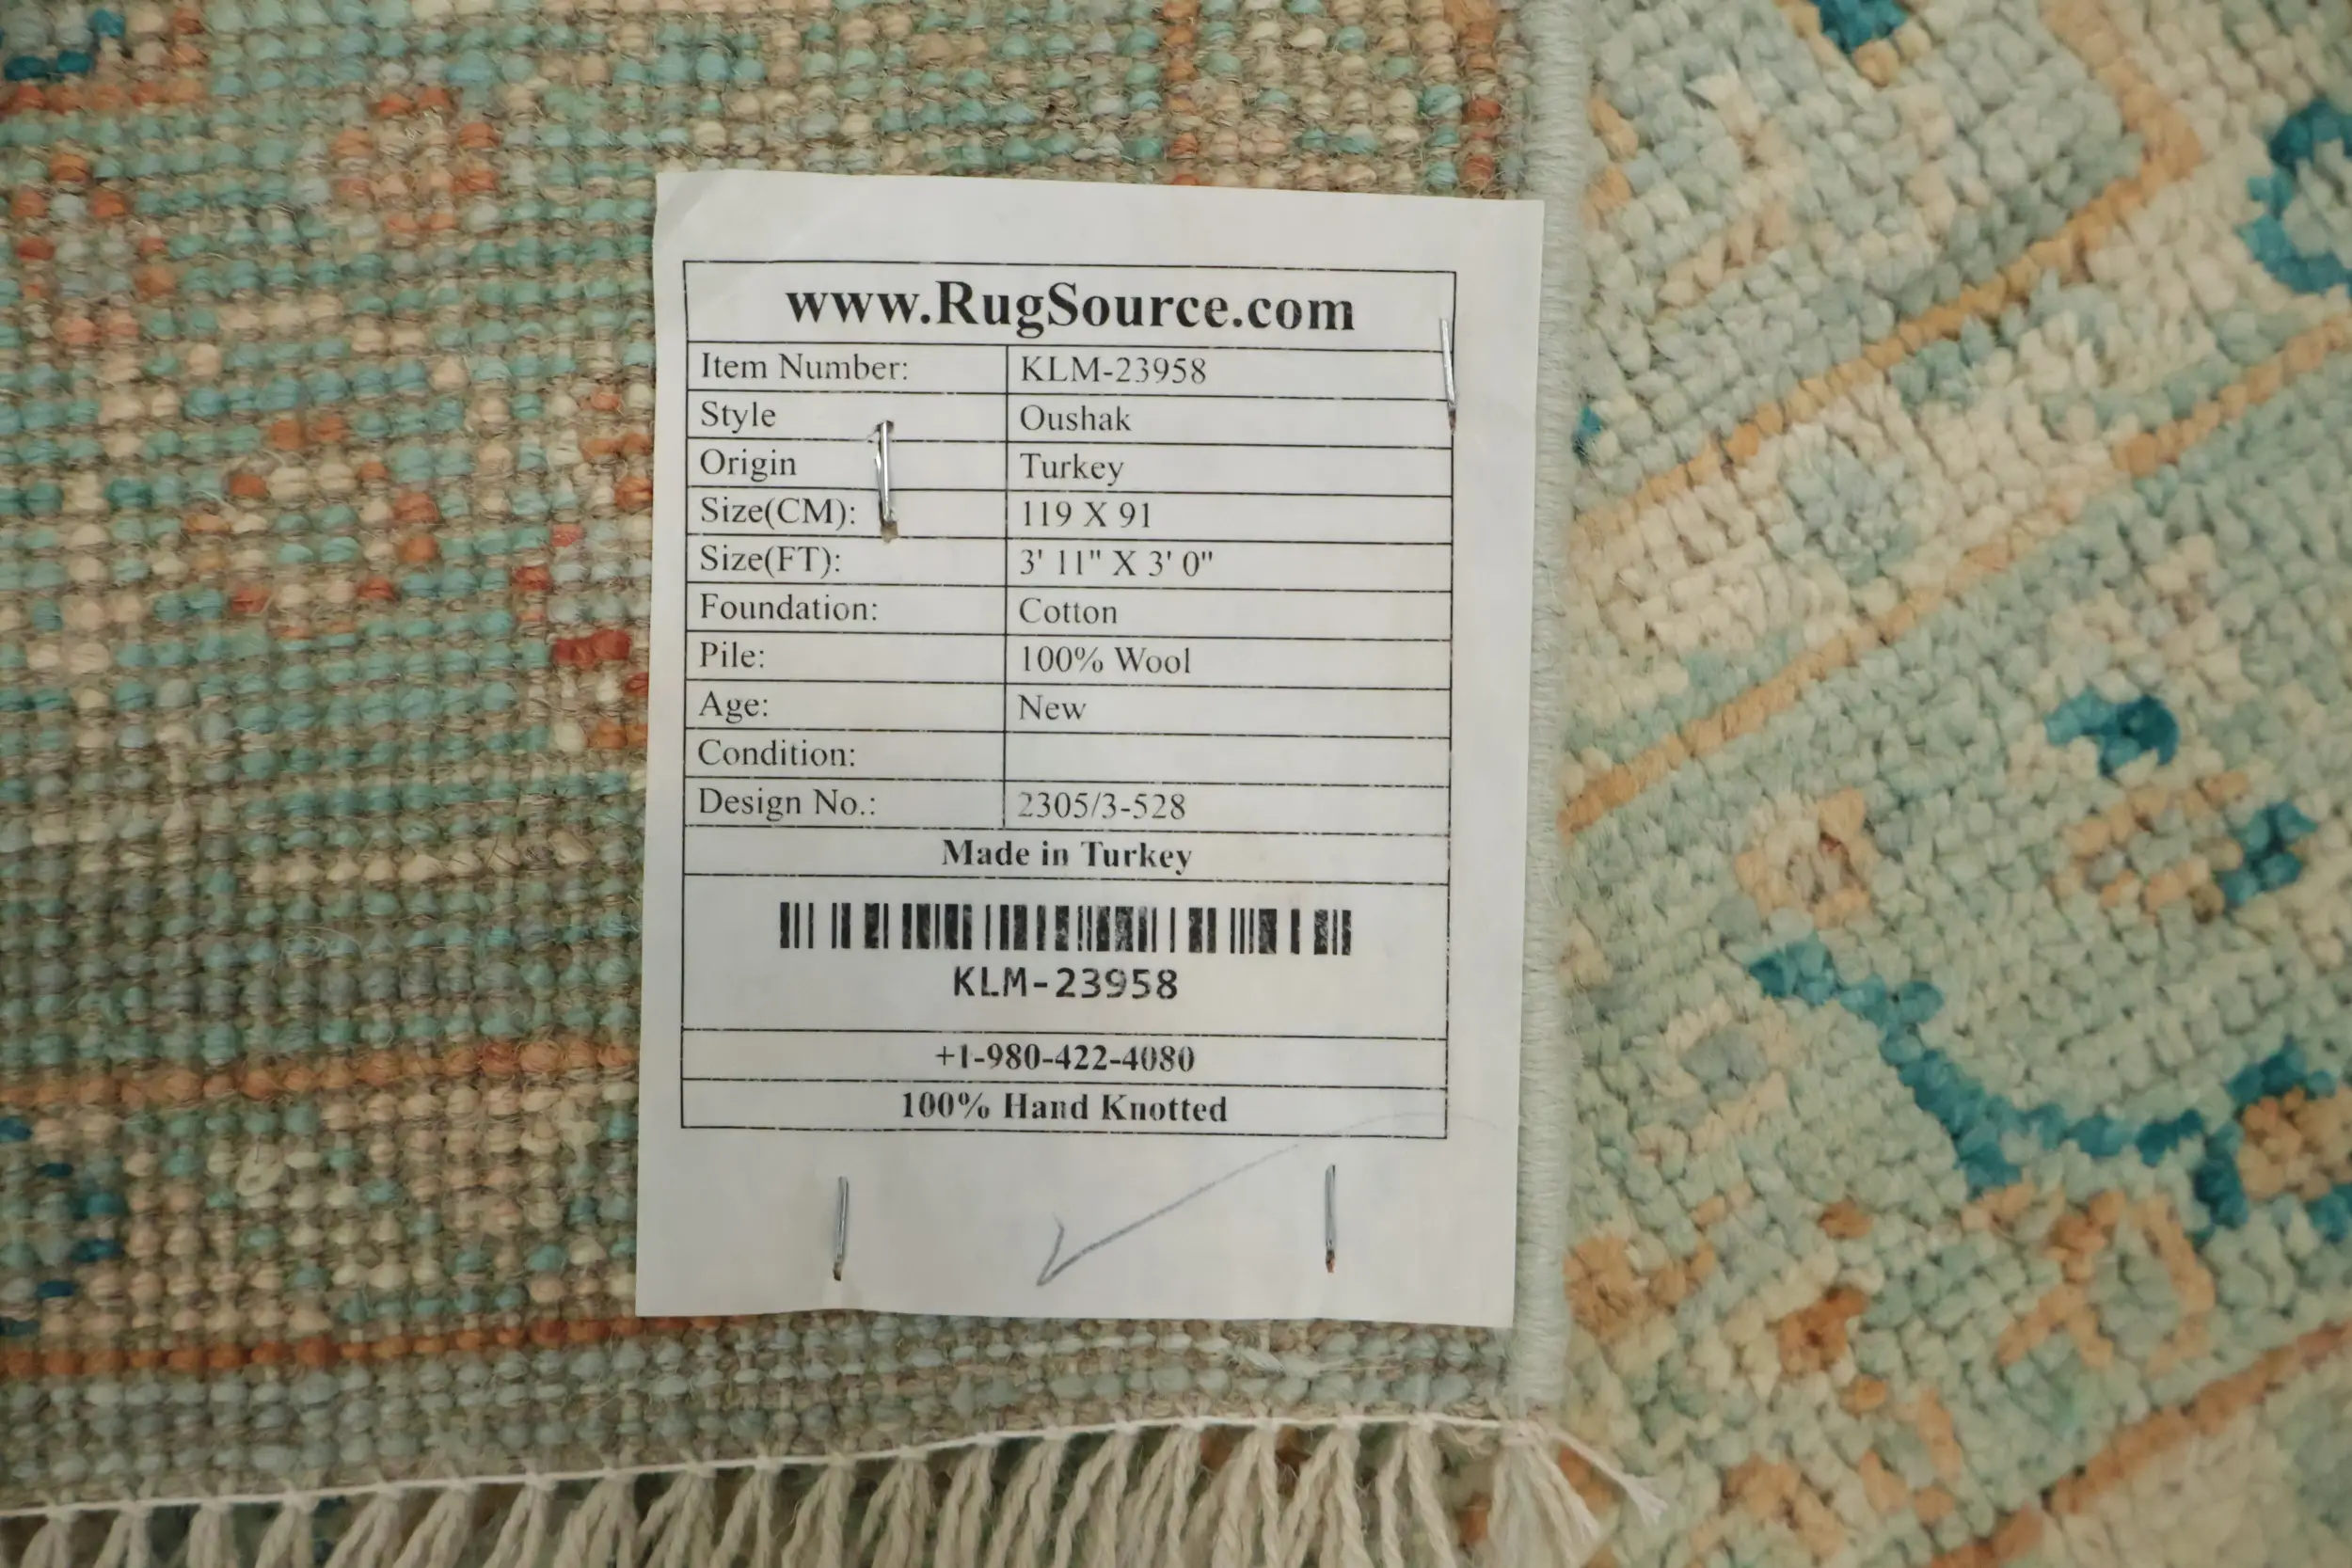 www.RugSource.com
Item Number: KLM-23958
Style Oushak
Origin Turkey
Size(CM): 119 X 91
Size(FT): 3' 11" X 3' 0"
Foundation: Cotton
Pile: 100% Wool
Age: New
Condition:
Design No.: 2305/3-528
Made in Turkey
KLM-23958
+1-980-422-4080
100% Hand Knotted